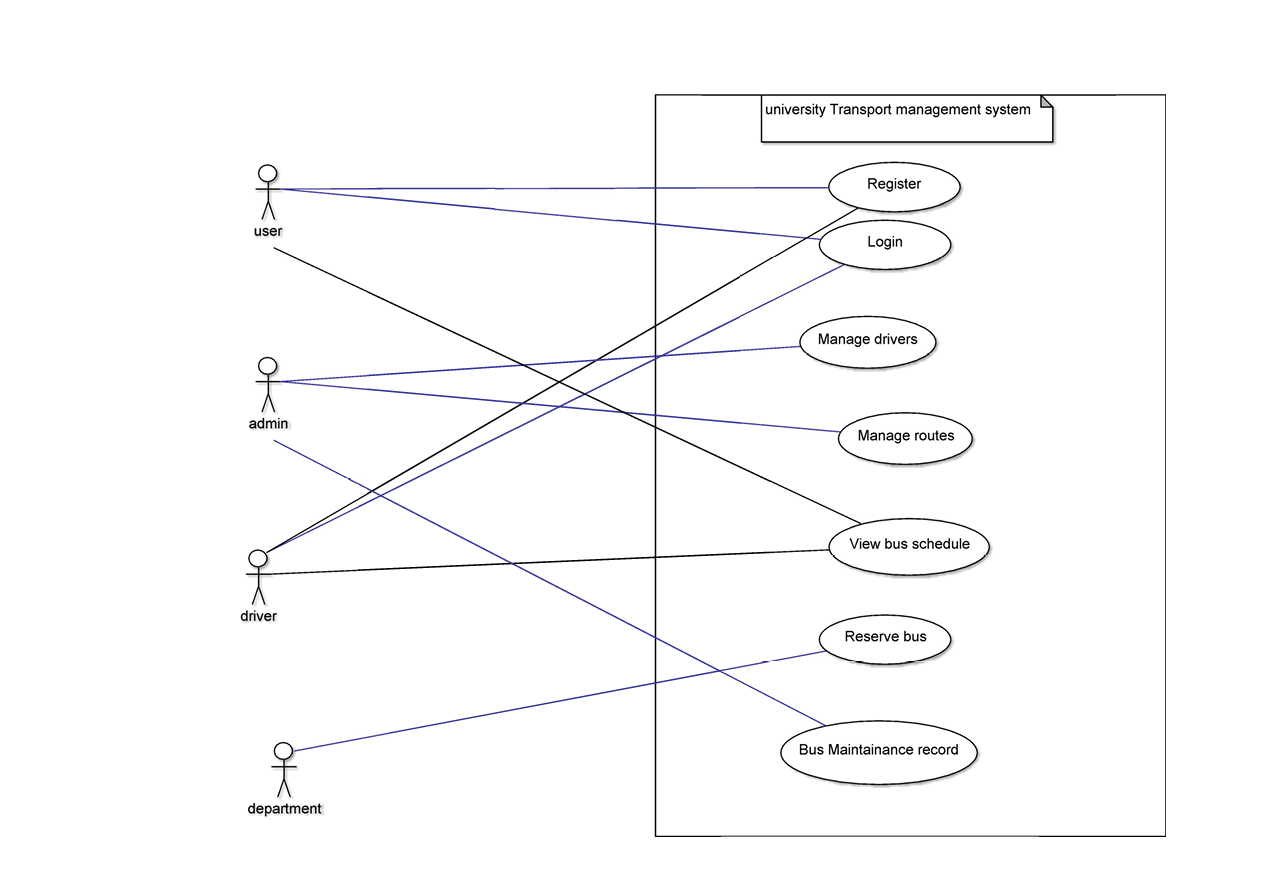 university Transport management system
Register
user
Login
Manage drivers
admin
Manage routes
View bus schedule
driver
Reserve bus
Bus Maintainance record
department